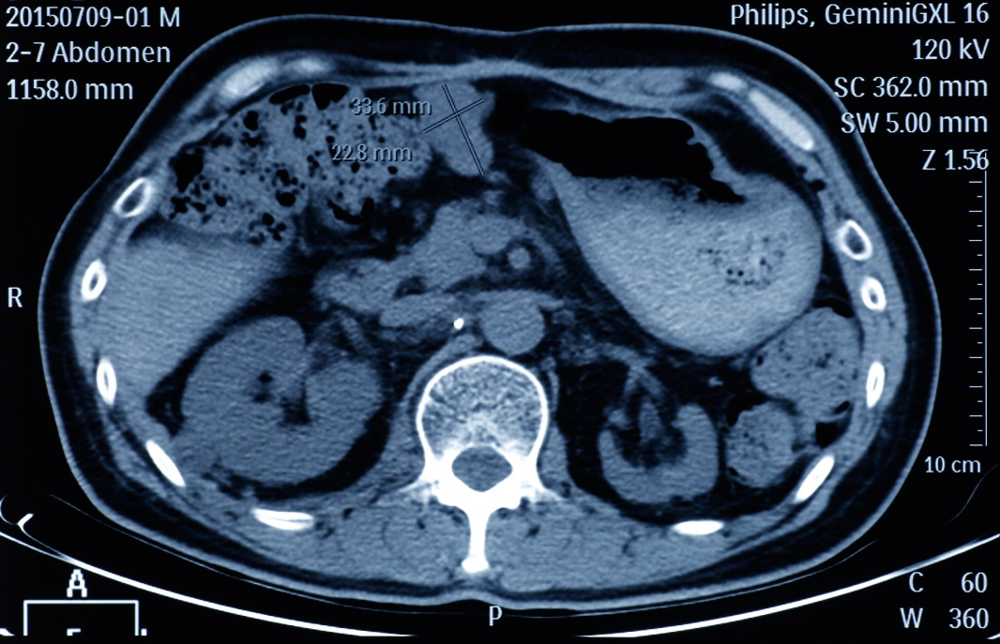 20150709-01 M
2-7 Abdomen
1158.0 mm
Philips, GeminiGXL 16
120 kV
SC 362.0 mm
SW 5.00 mm
Z 1.56
33.6 mm
22.8 mm
R
10 cm
A
P
C 60
W 360